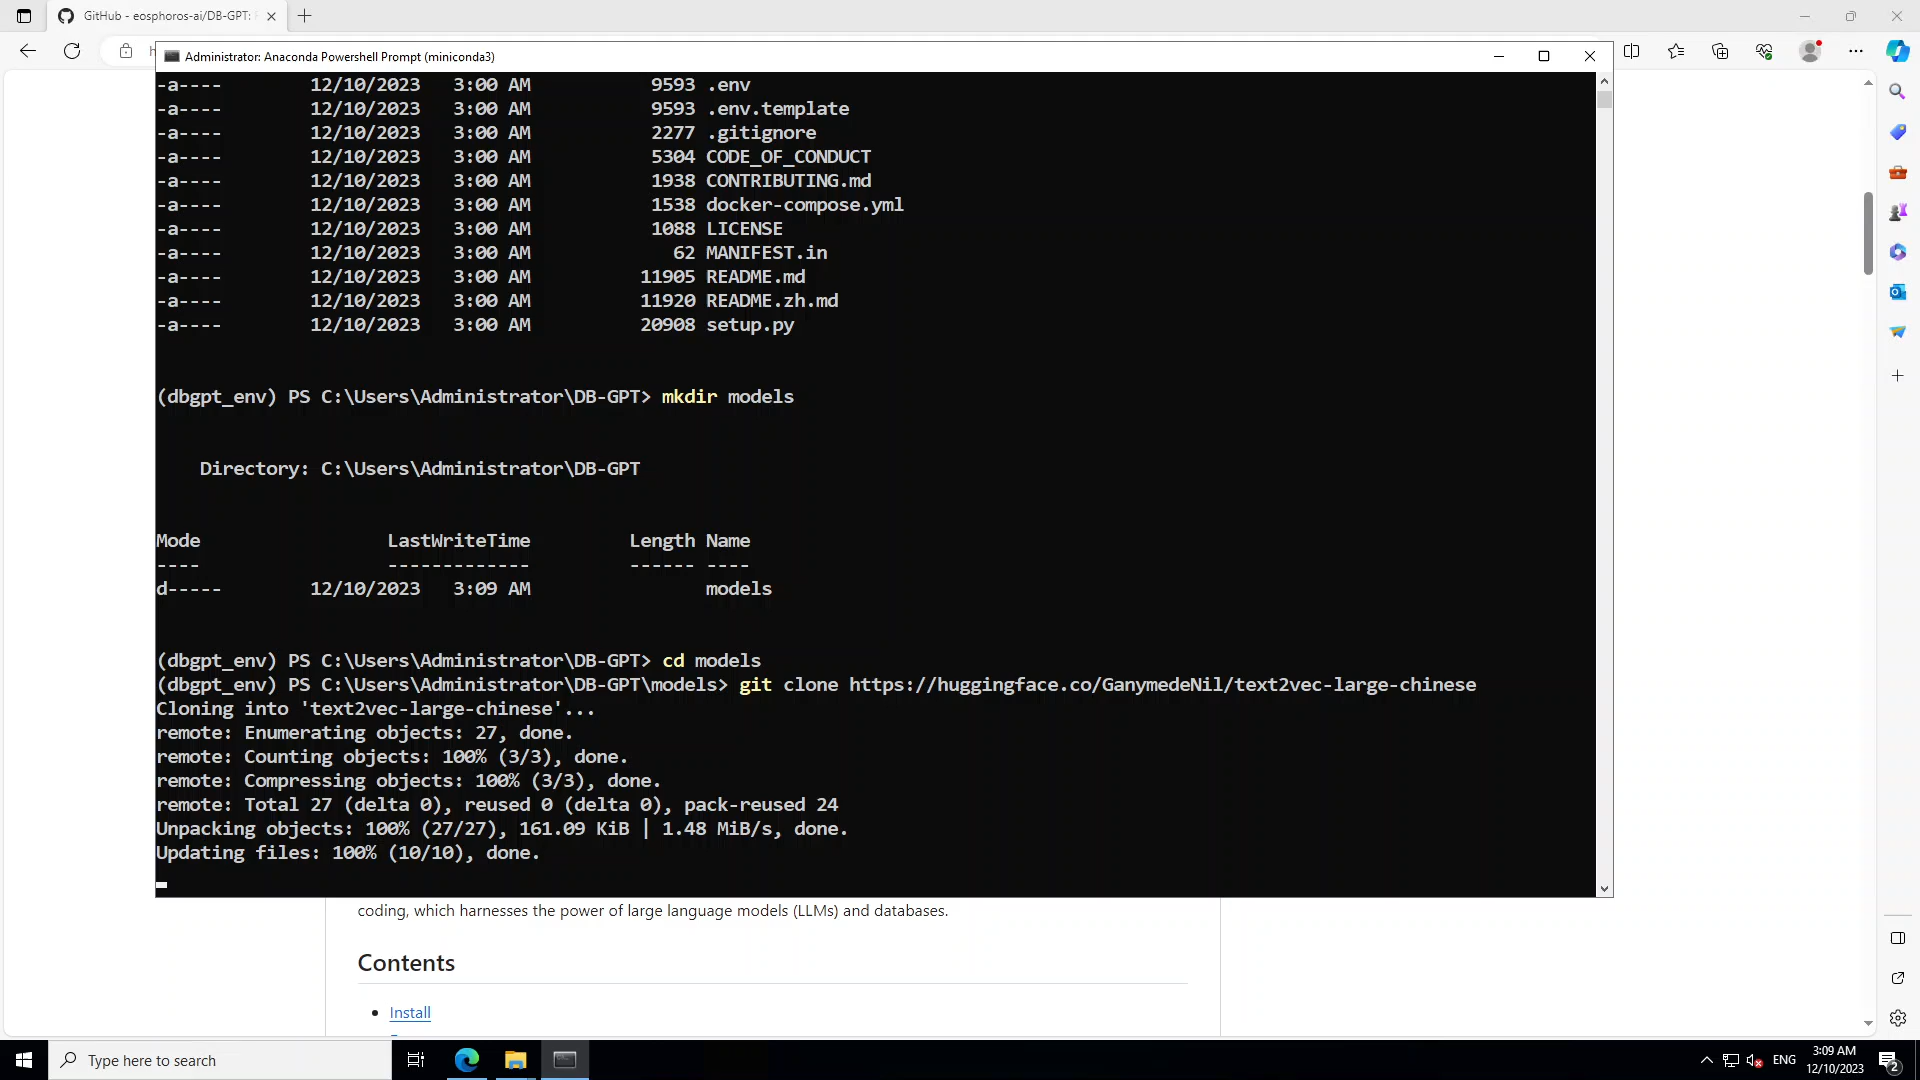 GitHub - eosphoros-ai/DB-GPT:
Administrator: Anaconda Powershell Prompt (miniconda3)
-a---- 12/10/2023 3:00 AM 9593 .env
-a---- 12/10/2023 3:00 AM 9593 .env.template
-a---- 12/10/2023 3:00 AM 2277 .gitignore
-a---- 12/10/2023 3:00 AM 5304 CODE_OF_CONDUCT
-a---- 12/10/2023 3:00 AM 1938 CONTRIBUTING.md
-a---- 12/10/2023 3:00 AM 1538 docker-compose.yml
-a---- 12/10/2023 3:00 AM 1088 LICENSE
-a---- 12/10/2023 3:00 AM 62 MANIFEST.in
-a---- 12/10/2023 3:00 AM 11905 README.md
-a---- 12/10/2023 3:00 AM 11920 README.zh.md
-a---- 12/10/2023 3:00 AM 20908 setup.py
(dbgpt_env) PS C:\Users\Administrator\DB-GPT> mkdir models
Directory: C:\Users\Administrator\DB-GPT
Mode LastWriteTime Length Name
---- ------------- ------ ----
d----- 12/10/2023 3:09 AM models
(dbgpt_env) PS C:\Users\Administrator\DB-GPT> cd models
(dbgpt_env) PS C:\Users\Administrator\DB-GPT\models> git clone https://huggingface.co/GanymedeNil/text2vec-large-chinese
Cloning into 'text2vec-large-chinese'...
remote: Enumerating objects: 27, done.
remote: Counting objects: 100% (3/3), done.
remote: Compressing objects: 100% (3/3), done.
remote: Total 27 (delta 0), reused 0 (delta 0), pack-reused 24
Unpacking objects: 100% (27/27), 161.09 KiB | 1.48 MiB/s, done.
Updating files: 100% (10/10), done.
coding, which harnesses the power of large language models (LLMs) and databases.
Contents
Install
Type here to search
ENG
3:09 AM
12/10/2023
2